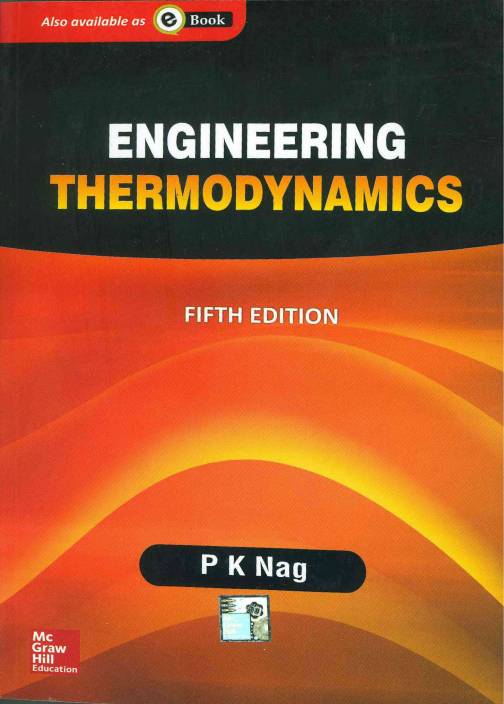 Also available as e Book
ENGINEERING
THERMODYNAMICS
FIFTH EDITION
P K Nag
Mc
Graw
Hill
Education